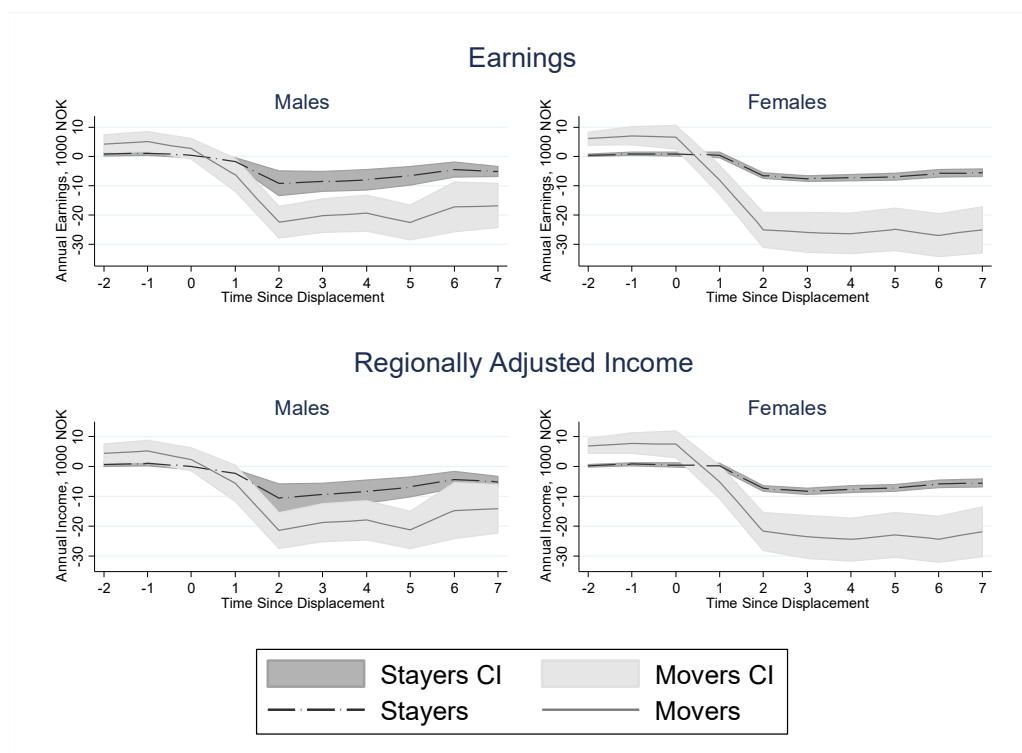 Earnings
Males
Females
Annual Earnings, 1000 NOK
10
0
-10
-20
-30
-2 -1 0 1 2 3 4 5 6 7
Time Since Displacement
Annual Earnings, 1000 NOK
10
0
-10
-20
-30
-2 -1 0 1 2 3 4 5 6 7
Time Since Displacement
Regionally Adjusted Income
Males
Females
Annual Income, 1000 NOK
10
0
-10
-20
-30
-2 -1 0 1 2 3 4 5 6 7
Time Since Displacement
Annual Income, 1000 NOK
10
0
-10
-20
-30
-2 -1 0 1 2 3 4 5 6 7
Time Since Displacement
Stayers CI Movers CI
Stayers Movers